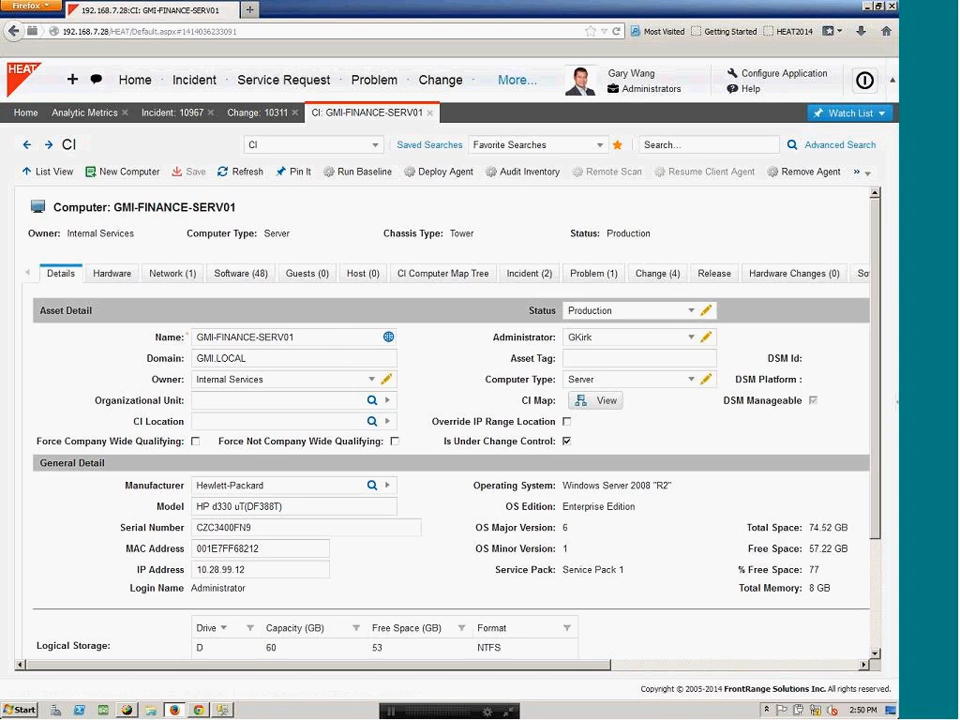 Firefox
192.168.7.28:CI: GMI-FINANCE-SERV01
192.168.7.28/HEAT/Default.aspx#1414036233091
Most Visited Getting Started HEAT2014
HEAT
Home Incident Service Request Problem Change More...
Gary Wang
Administrators
Configure Application
Help
Home Analytic Metrics Incident: 10967 Change: 10311 CI: GMI-FINANCE-SERV01 Watch List
CI CI Saved Searches Favorite Searches Search... Advanced Search
List View New Computer Save Refresh Pin It Run Baseline Deploy Agent Audit Inventory Remote Scan Resume Client Agent Remove Agent »
Computer: GMI-FINANCE-SERV01
Owner: Internal Services Computer Type: Server Chassis Type: Tower Status: Production
Details Hardware Network (1) Software (48) Guests (0) Host (0) CI Computer Map Tree Incident (2) Problem (1) Change (4) Release Hardware Changes (0) So
Asset Detail Status Production
Name:* GMI-FINANCE-SERV01 Administrator: GKirk
Domain: GMI.LOCAL Asset Tag: DSM Id:
Owner: Internal Services Computer Type: Server DSM Platform :
Organizational Unit: CI Map: View DSM Manageable
CI Location Override IP Range Location
Force Company Wide Qualifying: Force Not Company Wide Qualifying: Is Under Change Control:
General Detail
Manufacturer Hewlett-Packard Operating System: Windows Server 2008 "R2"
Model HP d330 uT(DF388T) OS Edition: Enterprise Edition
Serial Number CZC3400FN9 OS Major Version: 6 Total Space: 74.52 GB
MAC Address 001E7FF68212 OS Minor Version: 1 Free Space: 57.22 GB
IP Address 10.28.99.12 Service Pack: Service Pack 1 % Free Space: 77
Login Name Administrator Total Memory: 8 GB
Drive Capacity (GB) Free Space (GB) Format
Logical Storage: D 60 53 NTFS
Copyright © 2005-2014 FrontRange Solutions Inc. All rights reserved.
Start 2:50 PM